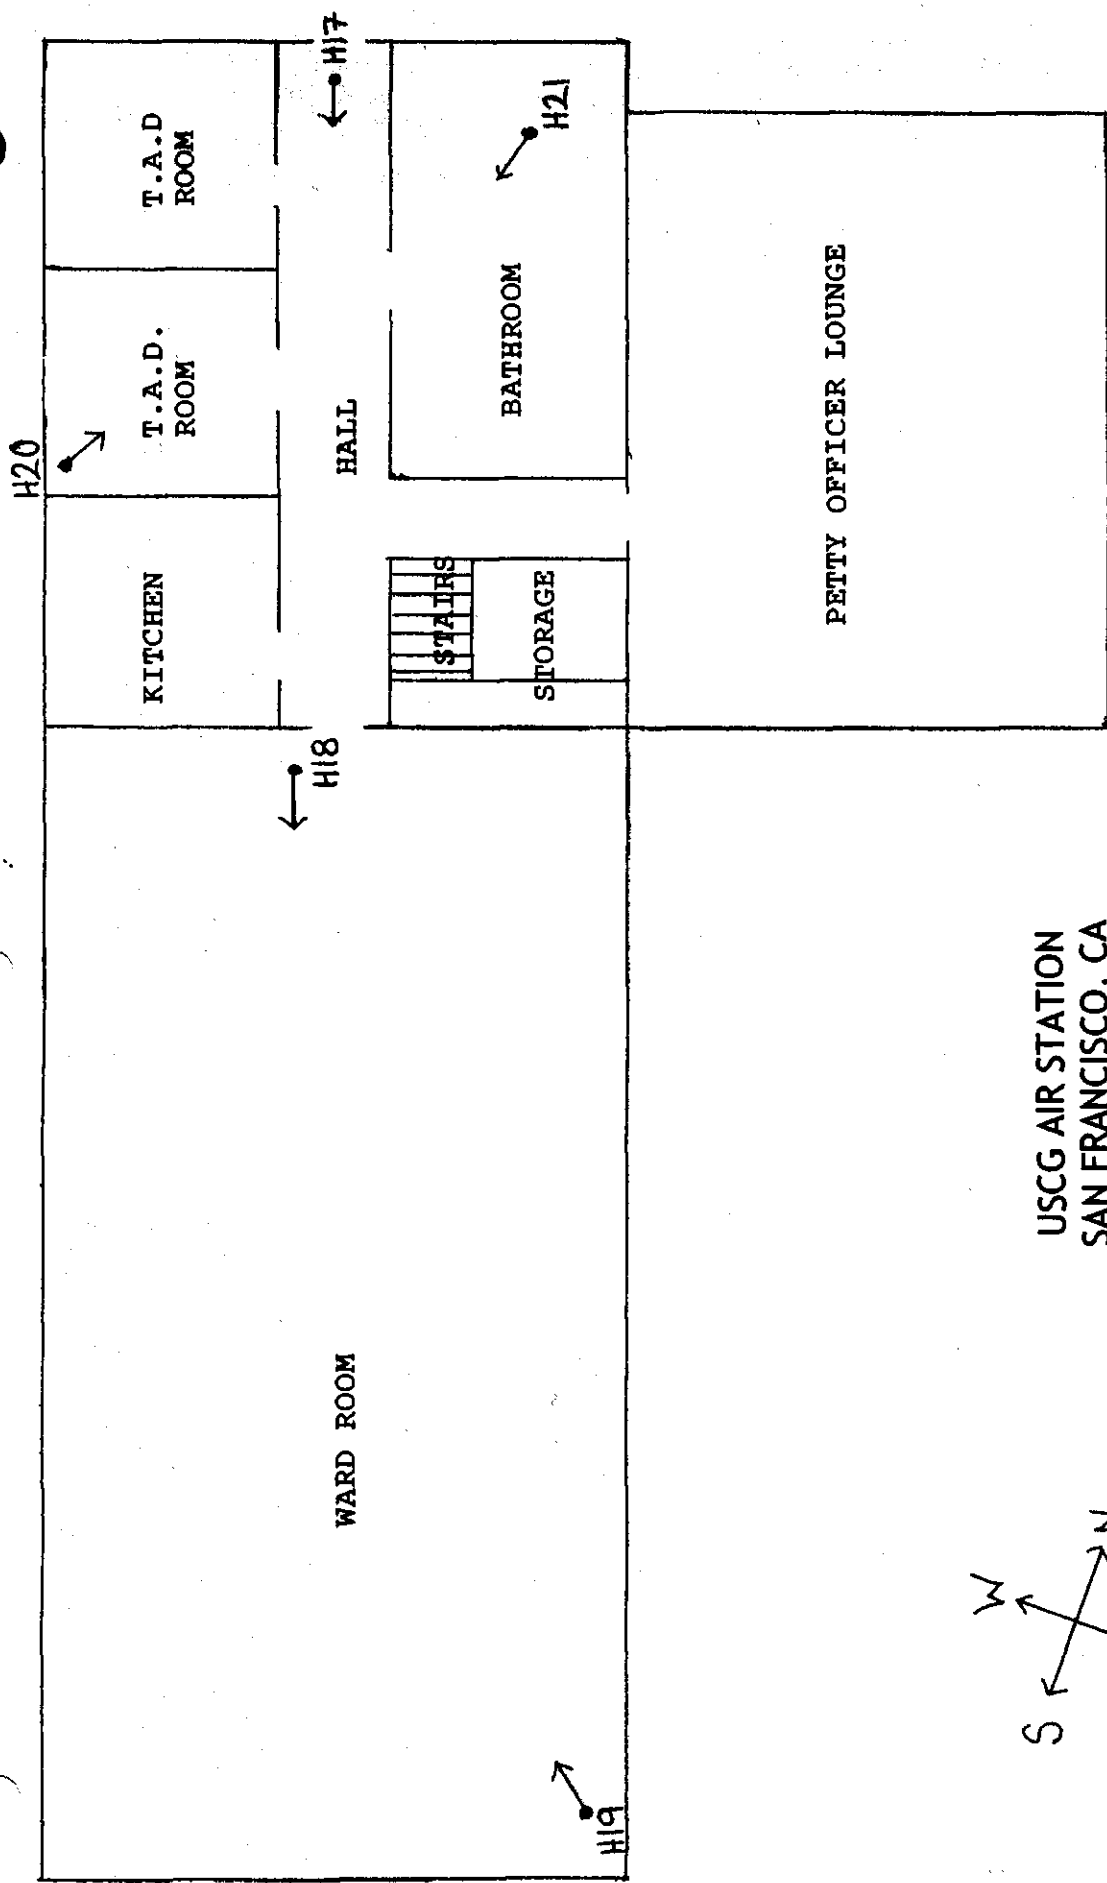 H17
T.A.D
ROOM
H21
T.A.D.
ROOM
H20
HALL
BATHROOM
PETTY OFFICER LOUNGE
KITCHEN
STAIRS
STORAGE
H18
WARD ROOM
H19
USCG AIR STATION
SAN FRANCISCO, CA
W
S